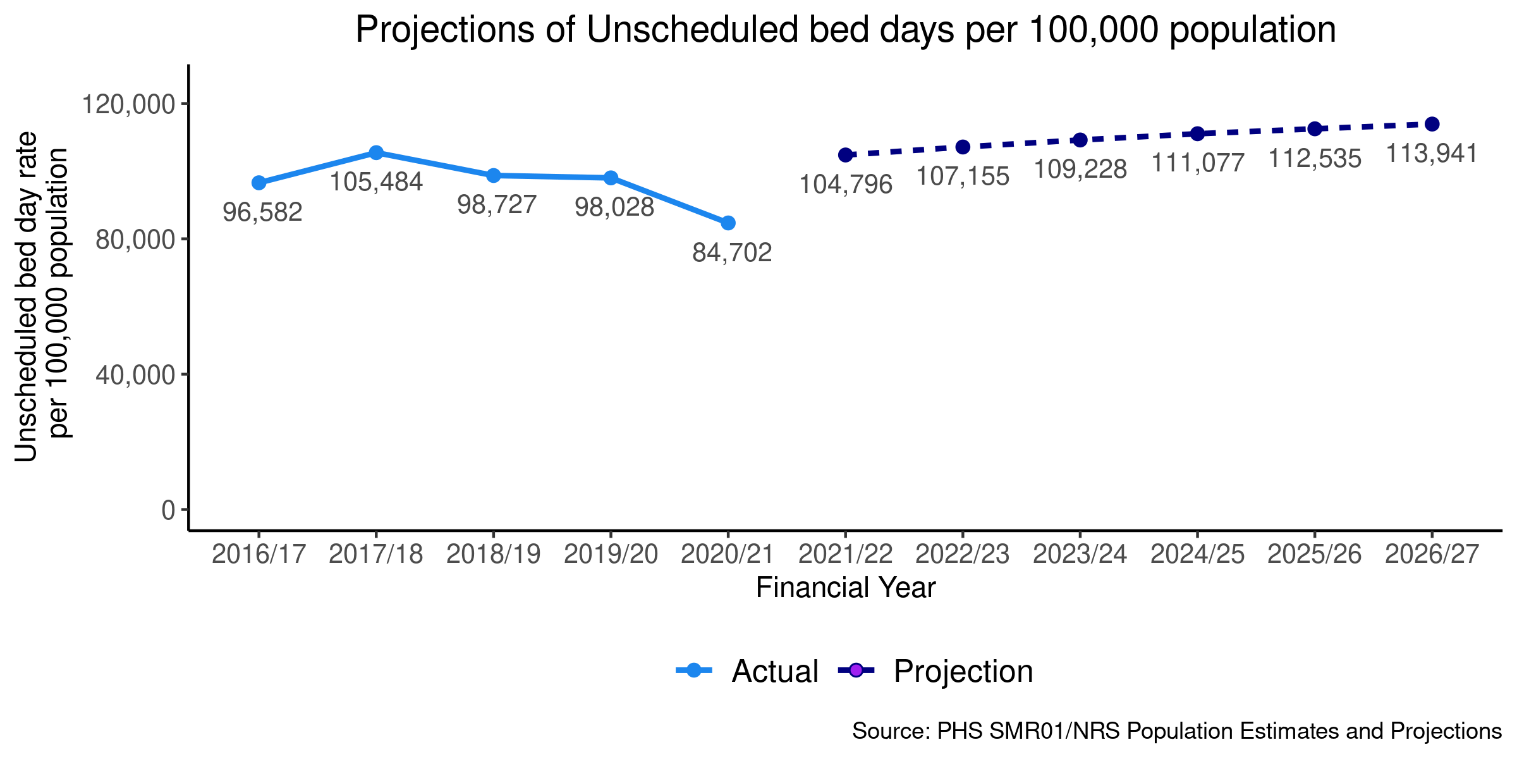 Projections of Unscheduled bed days per 100,000 population
Unscheduled bed day rate
per 100,000 population
120,000
80,000
40,000
0
96,582
105,484
98,727
98,028
84,702
104,796
107,155
109,228
111,077
112,535
113,941
2016/17 2017/18 2018/19 2019/20 2020/21 2021/22 2022/23 2023/24 2024/25 2025/26 2026/27
Financial Year
Actual Projection
Source: PHS SMR01/NRS Population Estimates and Projections